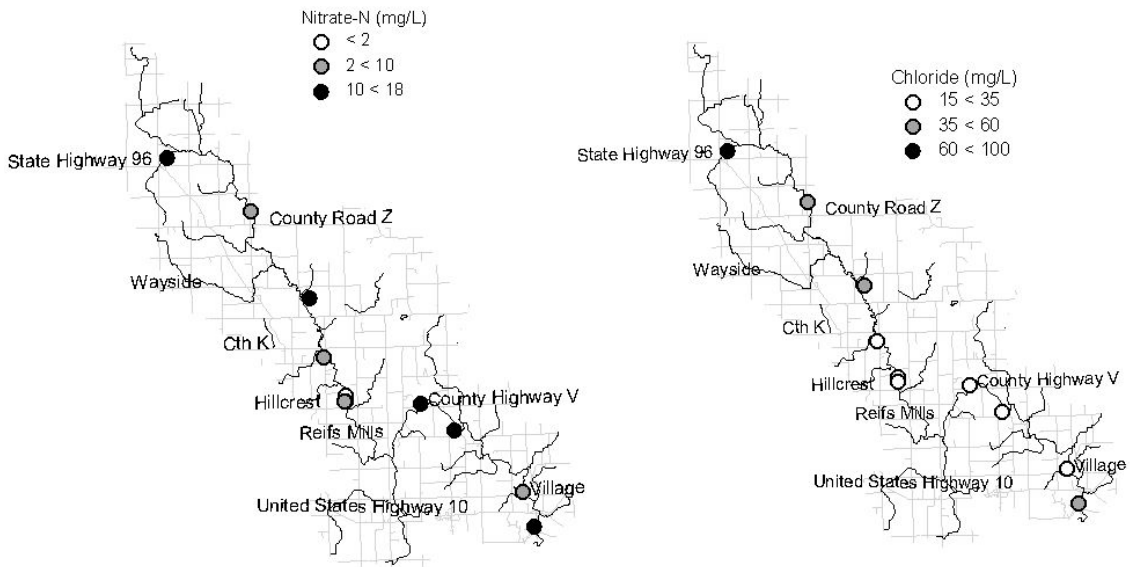 Nitrate-N (mg/L)
< 2
2 < 10
10 < 18
State Highway 96
County Road Z
Wayside
Cth K
Hillcrest
County Highway V
Reifs Mills
Village
United States Highway 10
Chloride (mg/L)
15 < 35
35 < 60
60 < 100
State Highway 96
County Road Z
Wayside
Cth K
Hillcrest
County Highway V
Reifs Mills
Village
United States Highway 10